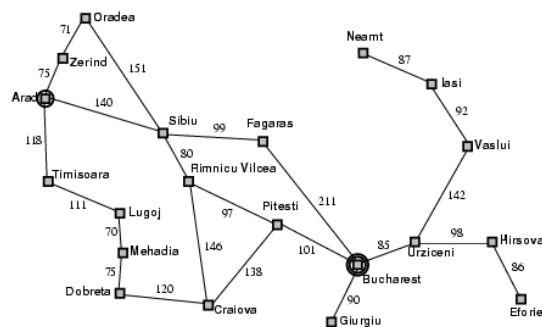 Oradea
71
Neamt
Zerind
87
75
151
Iasi
Arad
140
92
Sibiu
Fagaras
99
118
Vaslui
80
Rimnicu Vilcea
Timisoara
211
142
111
Lugoj
97
Pitesti
70
98
Hirsova
146
85
Mehadia
101
Urziceni
75
138
86
Bucharest
Dobreta
120
90
Craiova
Eforie
Giurgiu